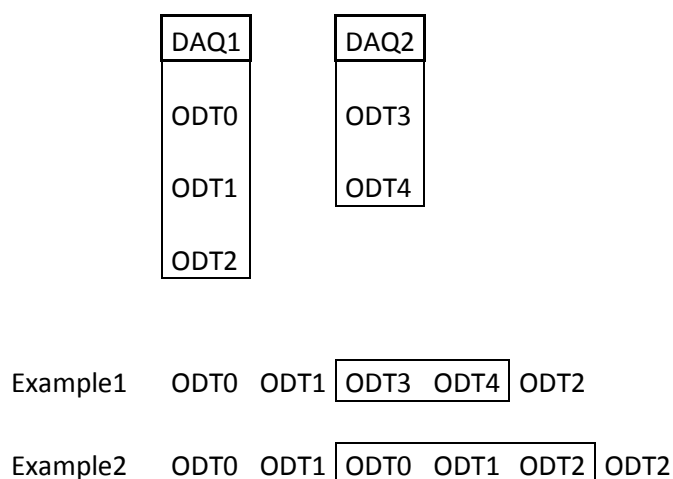 DAQ1 DAQ2
ODT0 ODT3
ODT1 ODT4
ODT2
Example1 ODT0 ODT1 ODT3 ODT4 ODT2
Example2 ODT0 ODT1 ODT0 ODT1 ODT2 ODT2